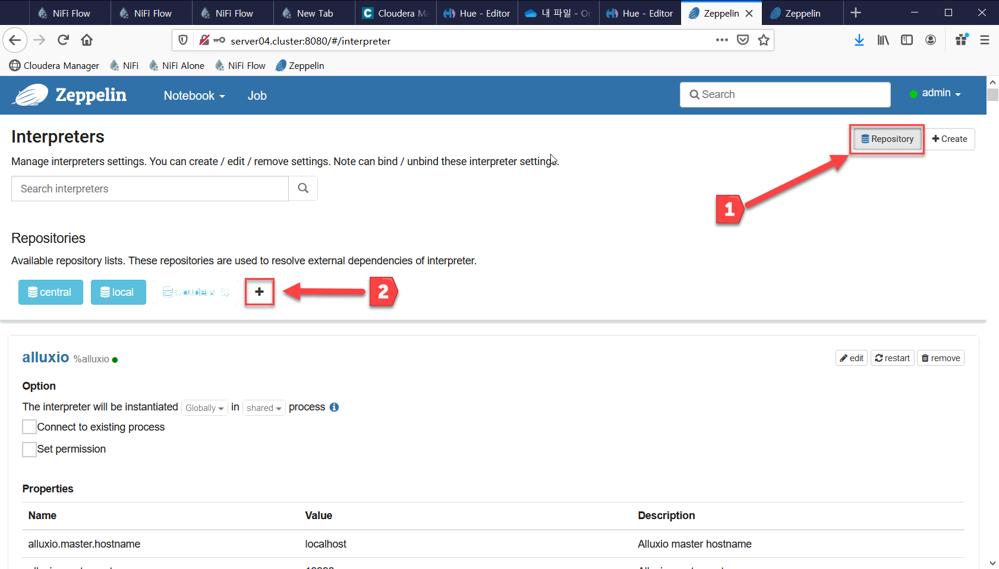 NiFi Flow
NiFi Flow
NiFi Flow
New Tab
Cloudera Ma
Hue - Editor
내 파일 - On
Hue - Editor
Zeppelin
Zeppelin
server04.cluster:8080/#/interpreter
Cloudera Manager
NiFi
NiFi Alone
NiFi Flow
Zeppelin
Zeppelin
Notebook
Job
Search
admin
Interpreters
Repository
Create
Manage interpreters settings. You can create / edit / remove settings. Note can bind / unbind these interpreter settings.
Search interpreters
1
Repositories
Available repository lists. These repositories are used to resolve external dependencies of interpreter.
central
local
cloudera
2
alluxio %alluxio
edit
restart
remove
Option
The interpreter will be instantiated Globally in shared process
Connect to existing process
Set permission
Properties
Name Value Description
alluxio.master.hostname localhost Alluxio master hostname